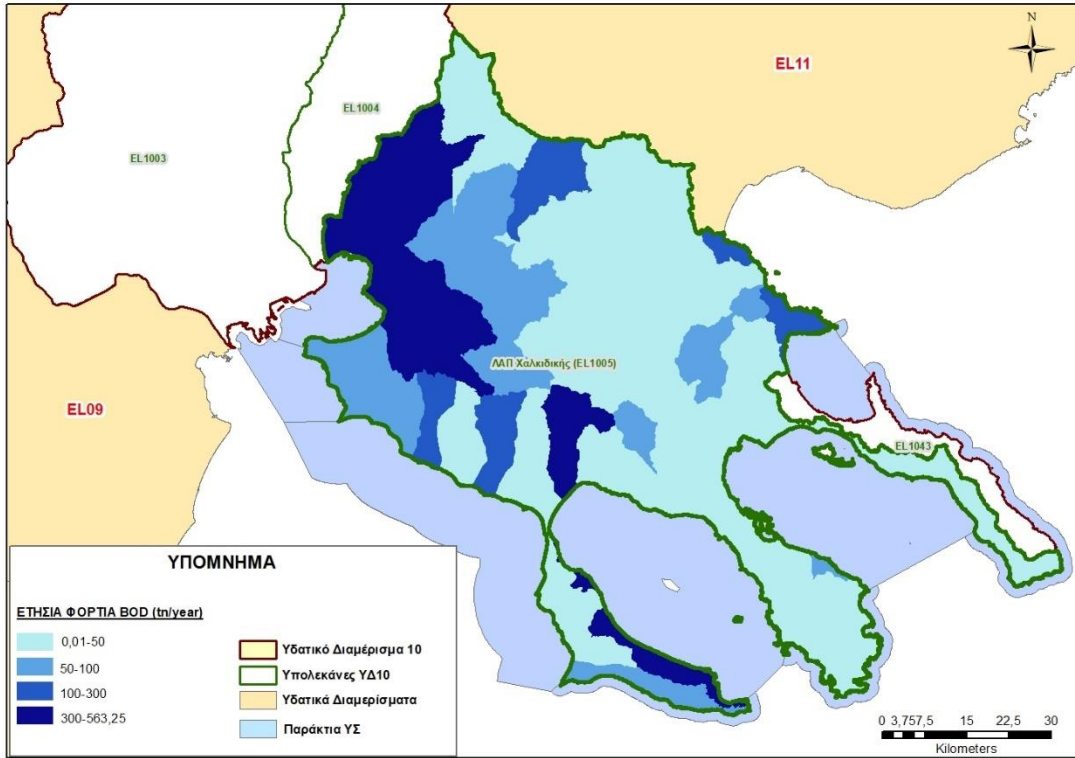 N
EL11
EL1004
EL1003
ΛΑΠ Χαλκιδικής (EL1005)
EL09
EL1043
ΥΠΟΜΝΗΜΑ
ΕΤΗΣΙΑ ΦΟΡΤΙΑ BOD (tn/year)
0,01-50
50-100
100-300
300-563,25
Υδατικό Διαμέρισμα 10
Υπολεκάνες ΥΔ10
Υδατικά Διαμερίσματα
Παράκτια ΥΣ
0 3,757,5 15 22,5 30
Kilometers